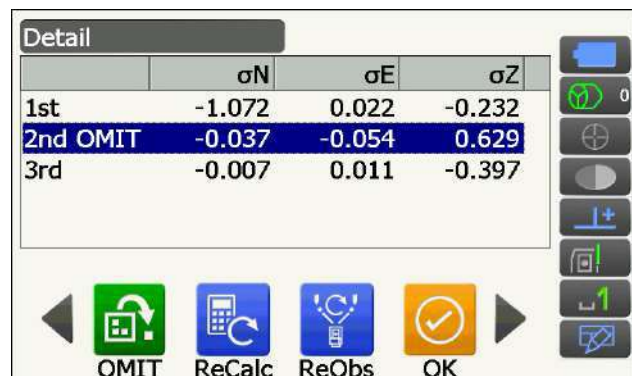 Detail
σN σE σZ
1st -1.072 0.022 -0.232
2nd OMIT -0.037 -0.054 0.629
3rd -0.007 0.011 -0.397
0
1
OMIT ReCalc ReObs OK